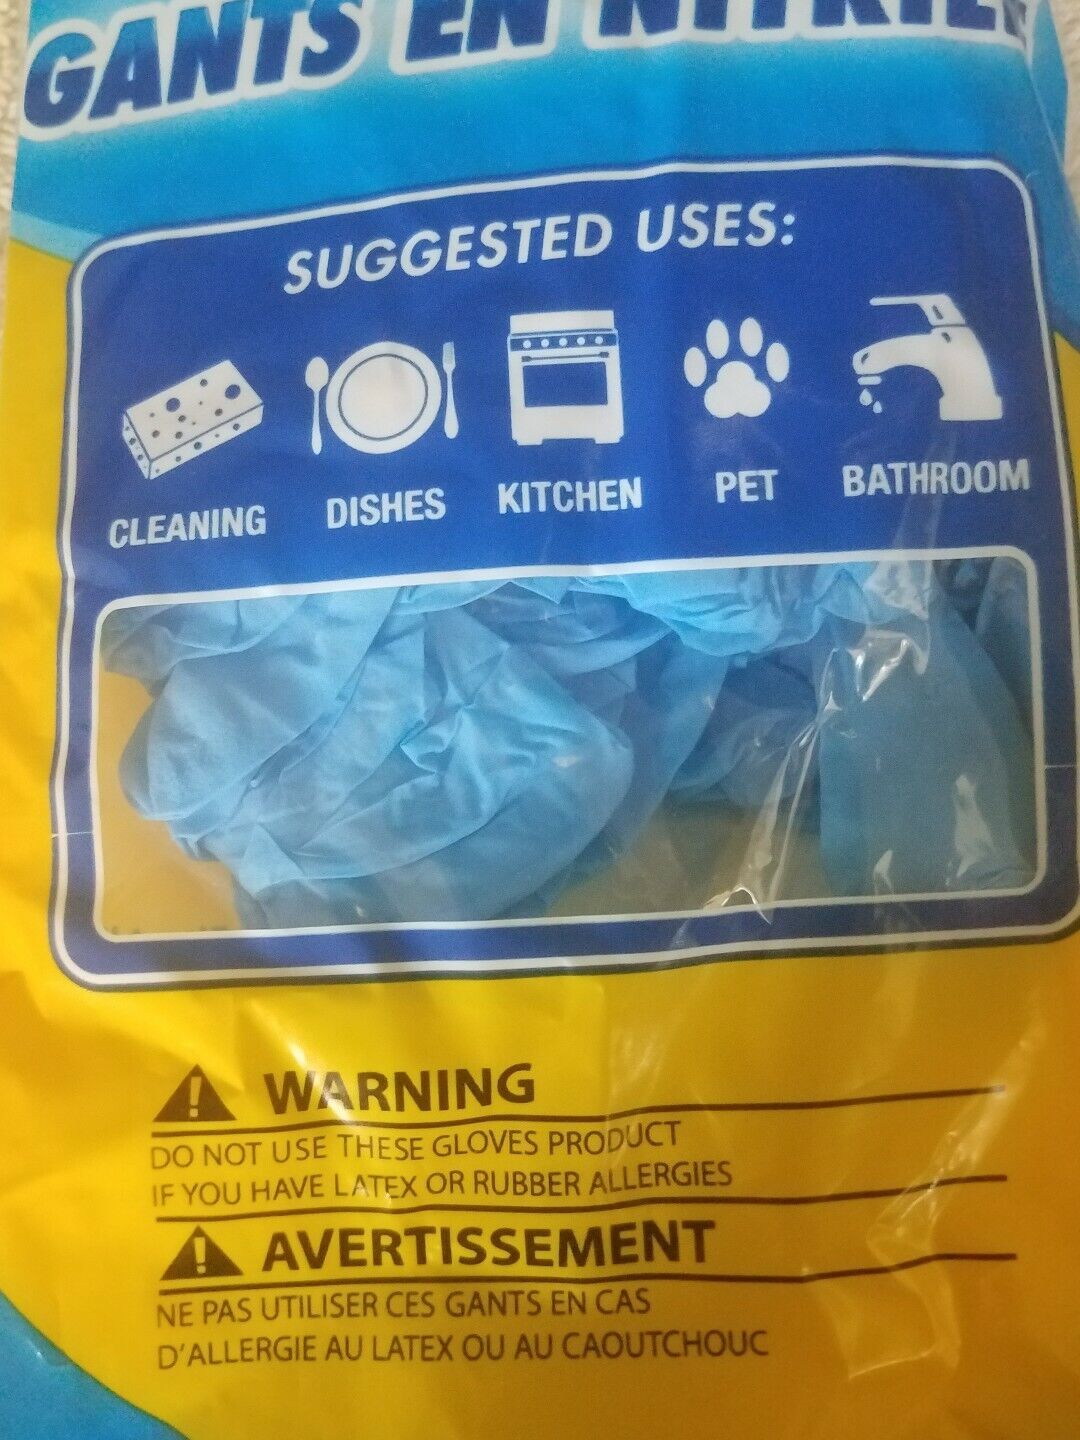 GANTS EN NITRILE
SUGGESTED USES:
CLEANING
DISHES
KITCHEN
PET
BATHROOM
WARNING
DO NOT USE THESE GLOVES PRODUCT
IF YOU HAVE LATEX OR RUBBER ALLERGIES
AVERTISSEMENT
NE PAS UTILISER CES GANTS EN CAS
D'ALLERGIE AU LATEX OU AU CAOUTCHOUC